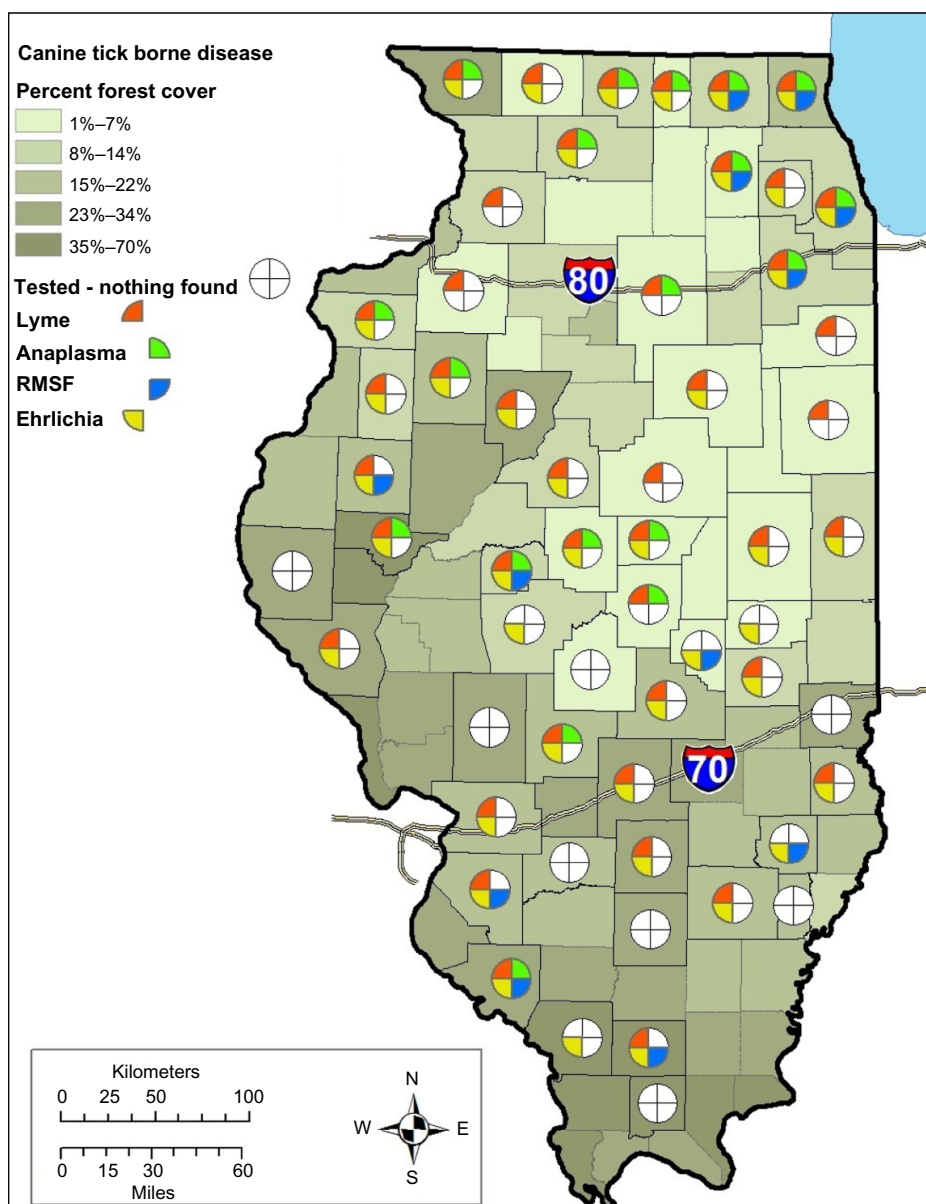 Canine tick borne disease
Percent forest cover
1%–7%
8%–14%
15%–22%
23%–34%
35%–70%
Tested - nothing found
Lyme
Anaplasma
RMSF
Ehrlichia
80
70
Kilometers
0 25 50 100
0 15 30 60
Miles
N
W E
S